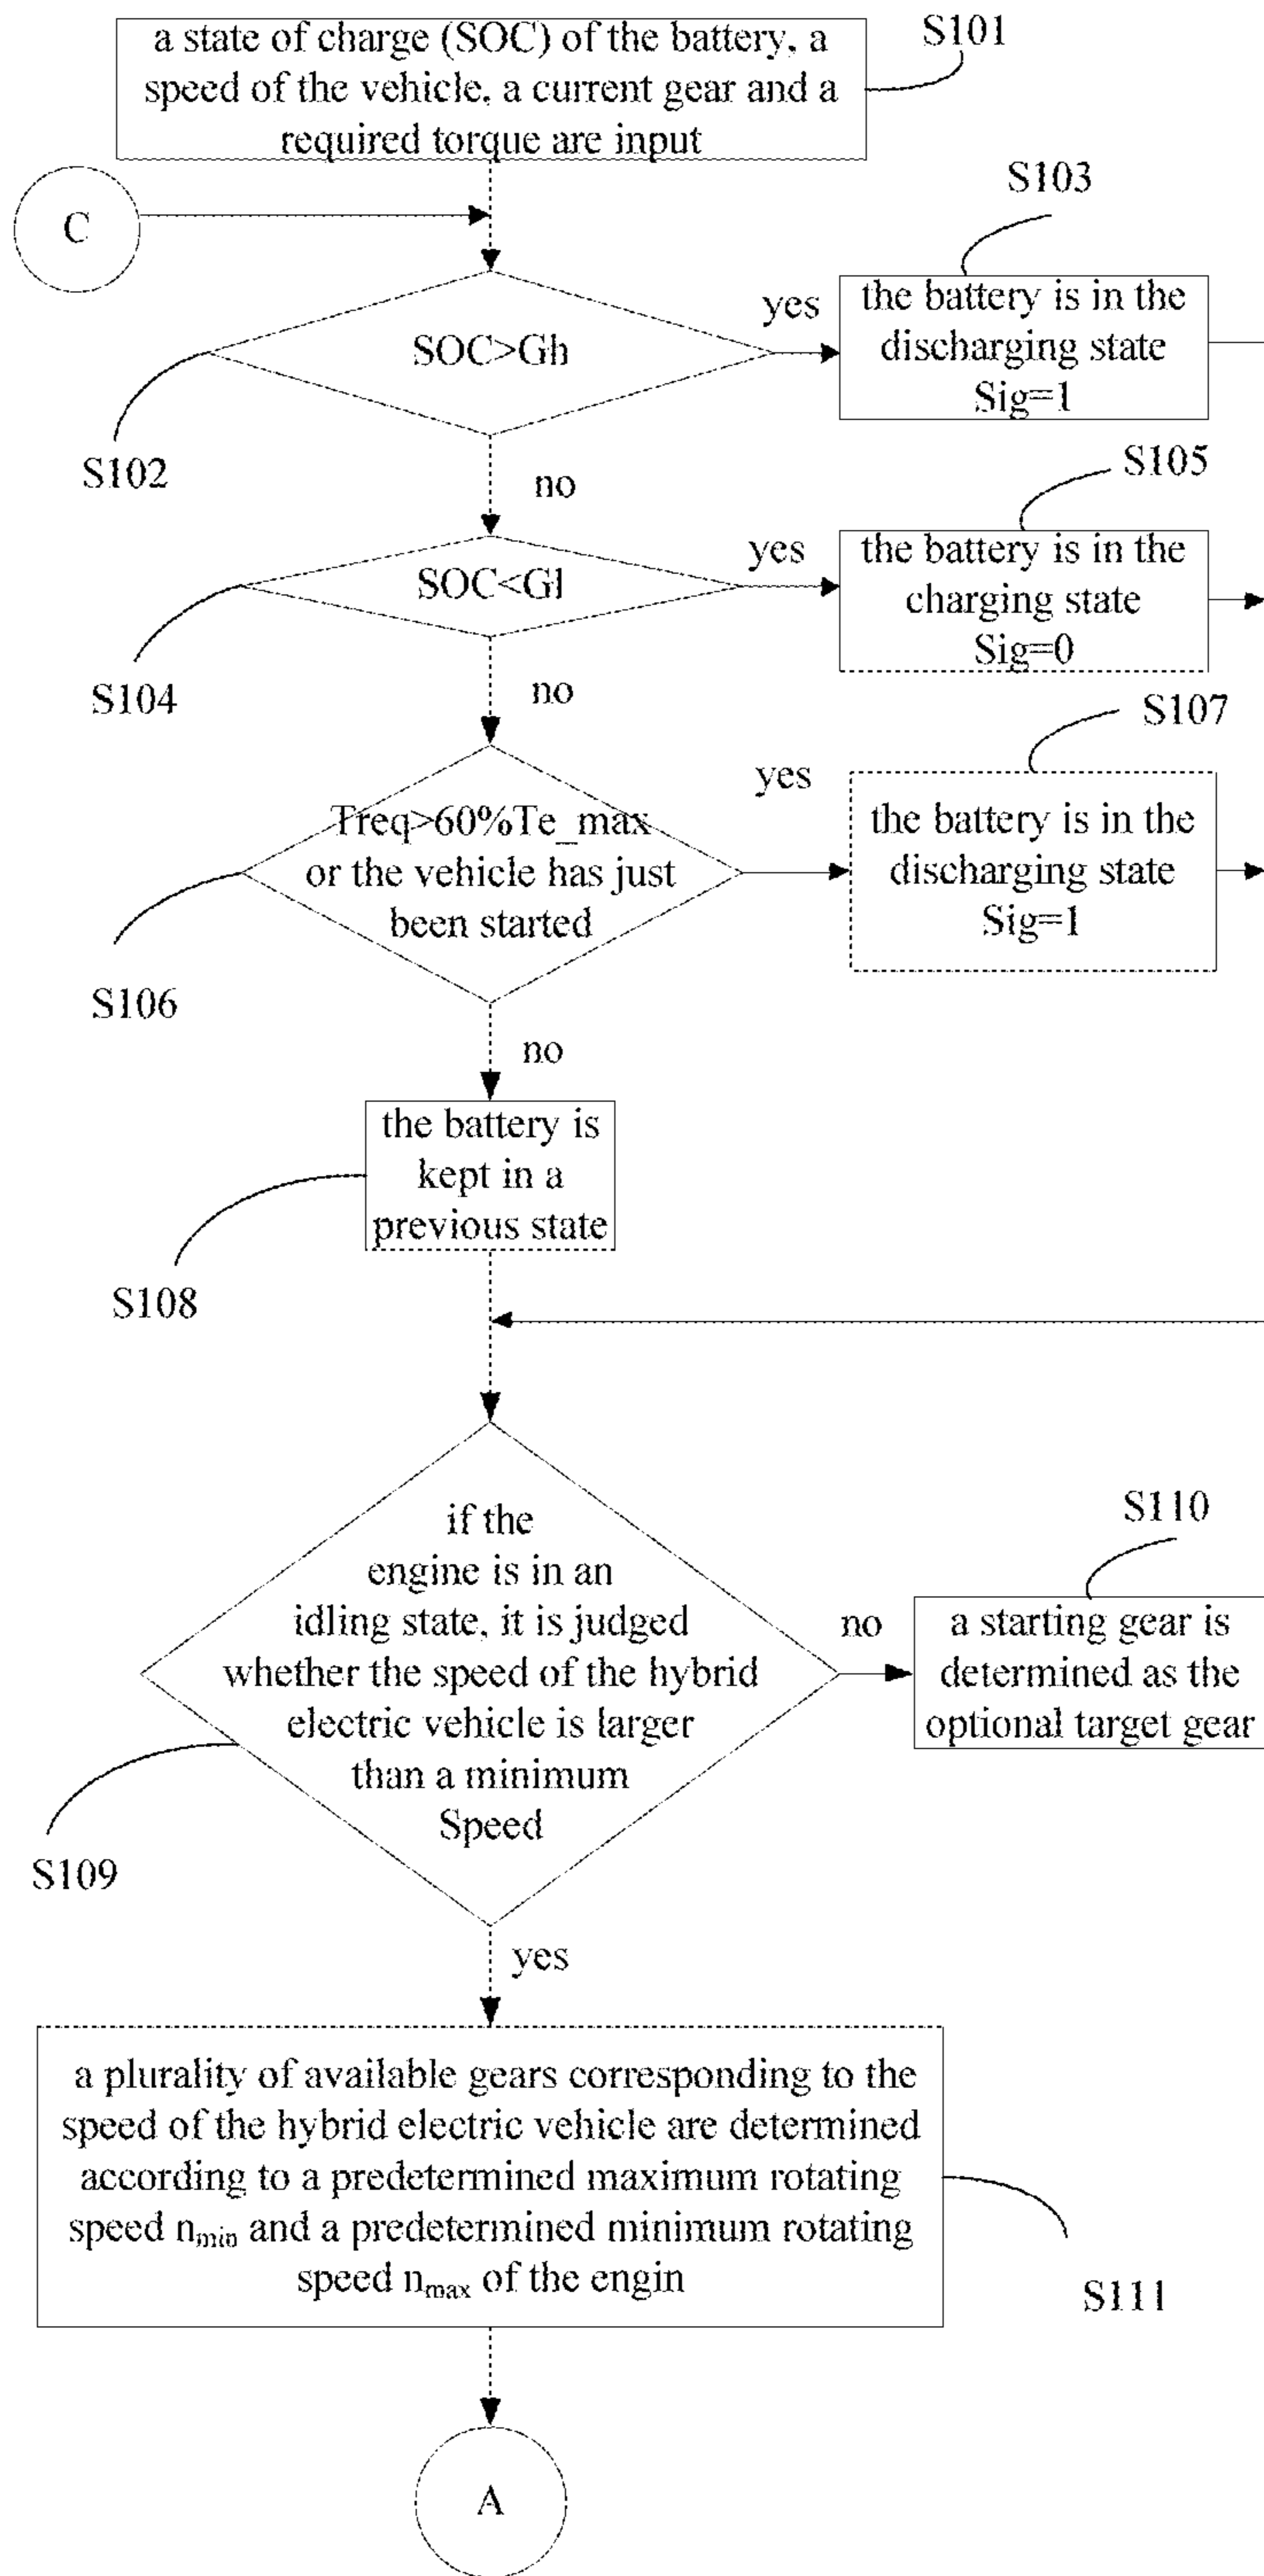 a state of charge (SOC) of the battery, a
speed of the vehicle, a current gear and a
required torque are input
S101
C
SOC>Gh
yes
S102
the battery is in the
discharging state
Sig=1
S103
no
SOC<Gl
yes
S104
the battery is in the
charging state
Sig=0
S105
no
Treq>60%Te_max
or the vehicle has just
been started
yes
S106
the battery is in the
discharging state
Sig=1
S107
no
the battery is
kept in a
previous state
S108
if the
engine is in an
idling state, it is judged
whether the speed of the hybrid
electric vehicle is larger
than a minimum
Speed
S109
no
a starting gear is
determined as the
optional target gear
S110
yes
a plurality of available gears corresponding to the
speed of the hybrid electric vehicle are determined
according to a predetermined maximum rotating
speed nmin and a predetermined minimum rotating
speed nmax of the engin
S111
A